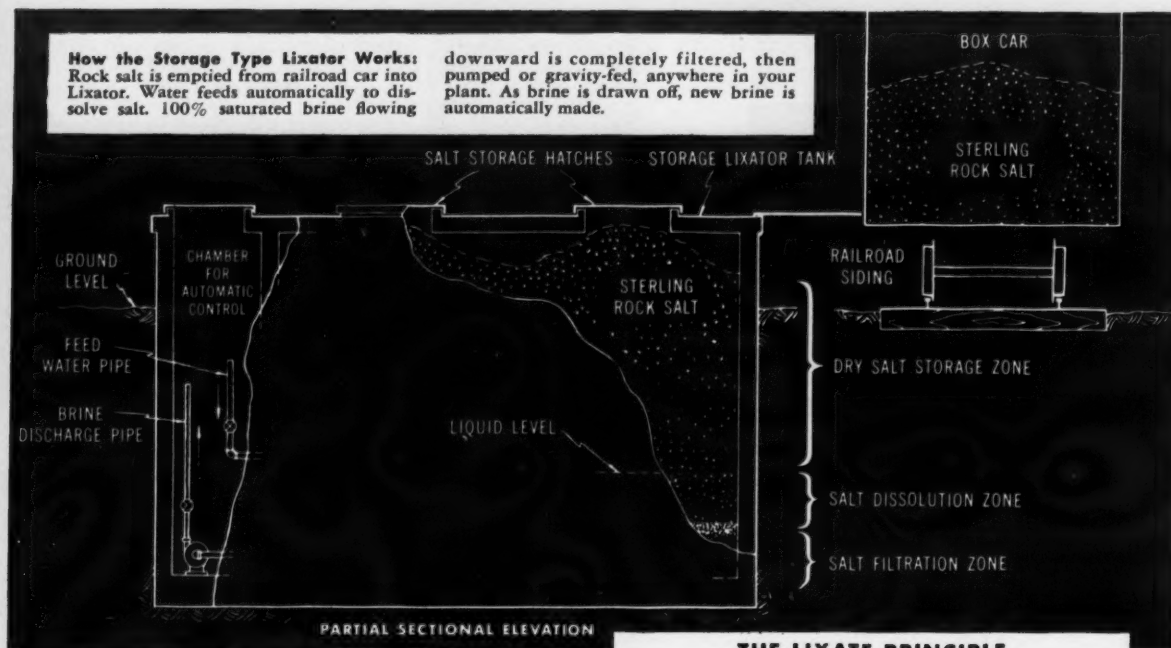 How the Storage Type Lixator Works:
Rock salt is emptied from railroad car into
Lixator. Water feeds automatically to dis-
solve salt. 100% saturated brine flowing
downward is completely filtered, then
pumped or gravity-fed, anywhere in your
plant. As brine is drawn off, new brine is
automatically made.
BOX CAR
STERLING
ROCK SALT
SALT STORAGE HATCHES
STORAGE LIXATOR TANK
GROUND
LEVEL
CHAMBER
FOR
AUTOMATIC
CONTROL
STERLING
ROCK SALT
RAILROAD
SIDING
FEED
WATER PIPE
DRY SALT STORAGE ZONE
BRINE
DISCHARGE PIPE
LIQUID LEVEL
SALT DISSOLUTION ZONE
SALT FILTRATION ZONE
PARTIAL SECTIONAL ELEVATION
THE LIXATE PRINCIPLE